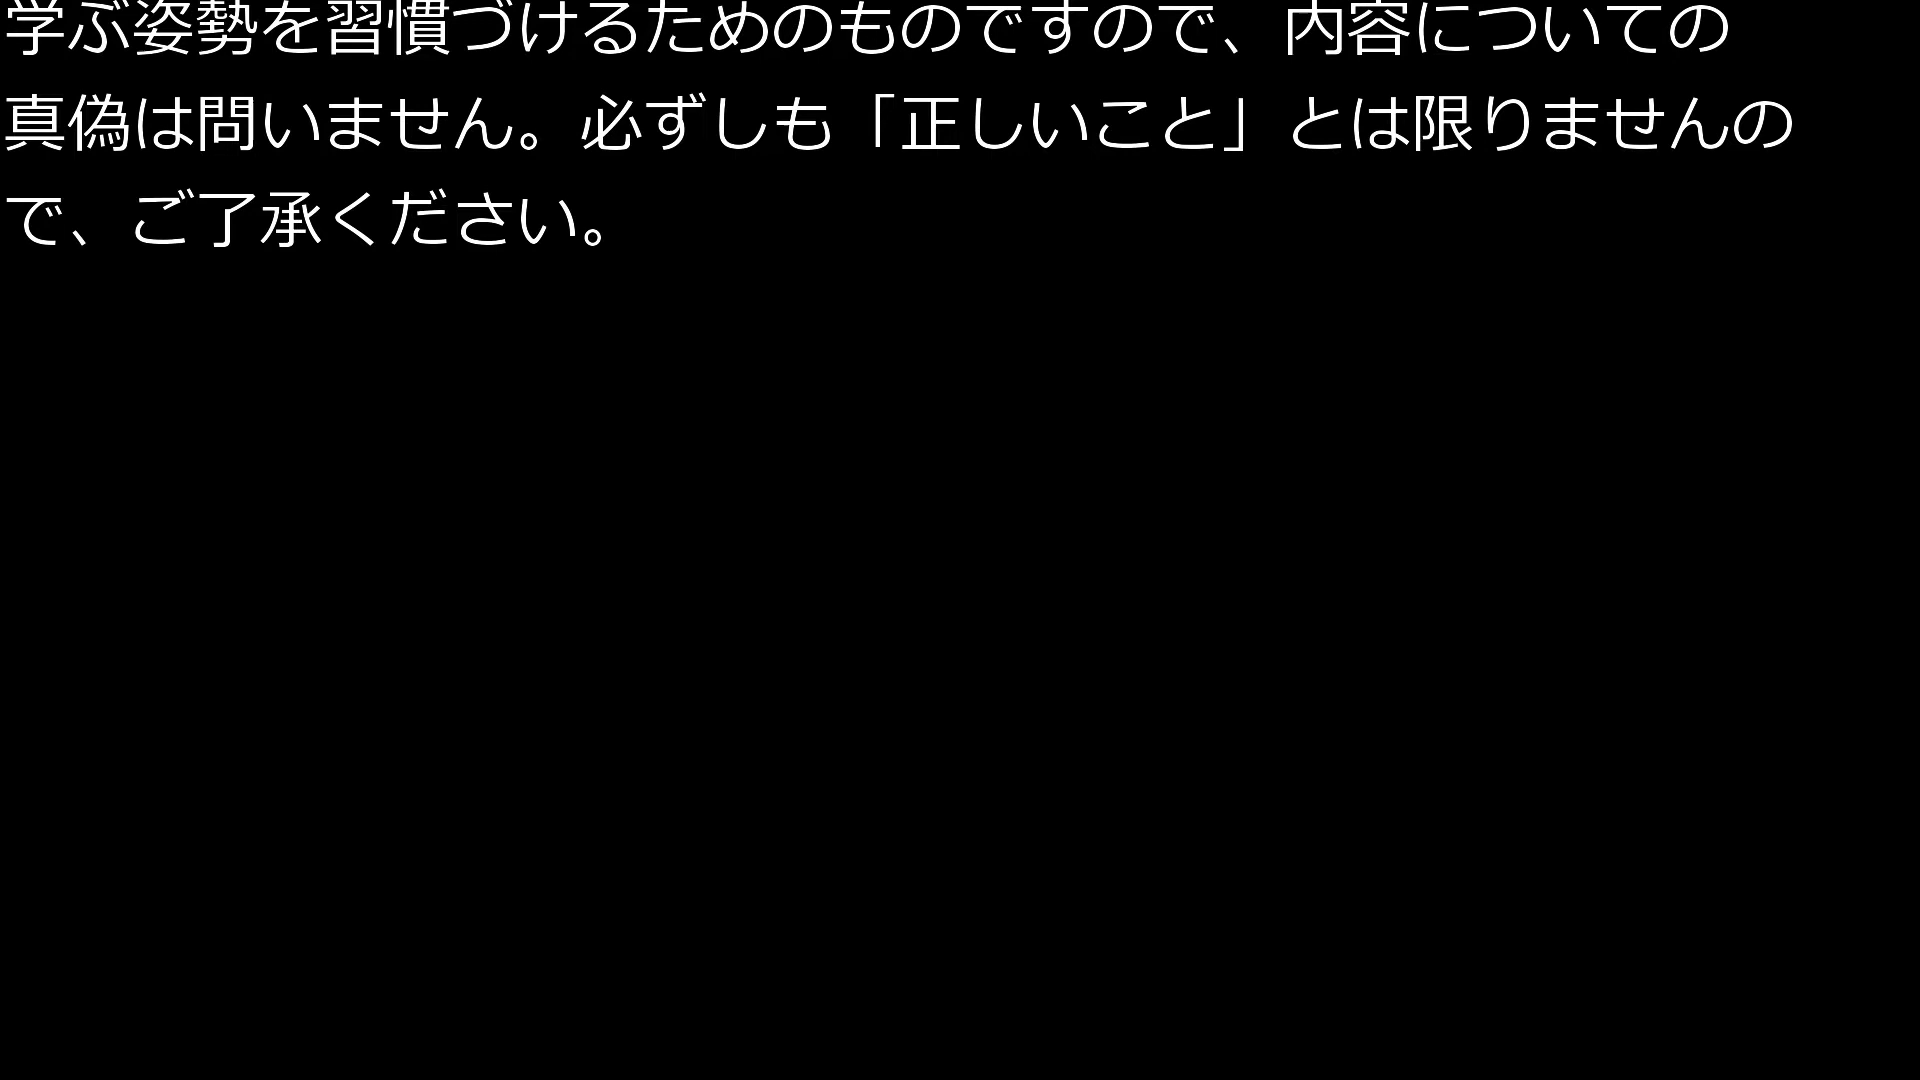 学ぶ姿勢を習慣づけるためのものですので、内容についての
真偽は問いません。必ずしも「正しいこと」とは限りませんの
で、ご了承ください。